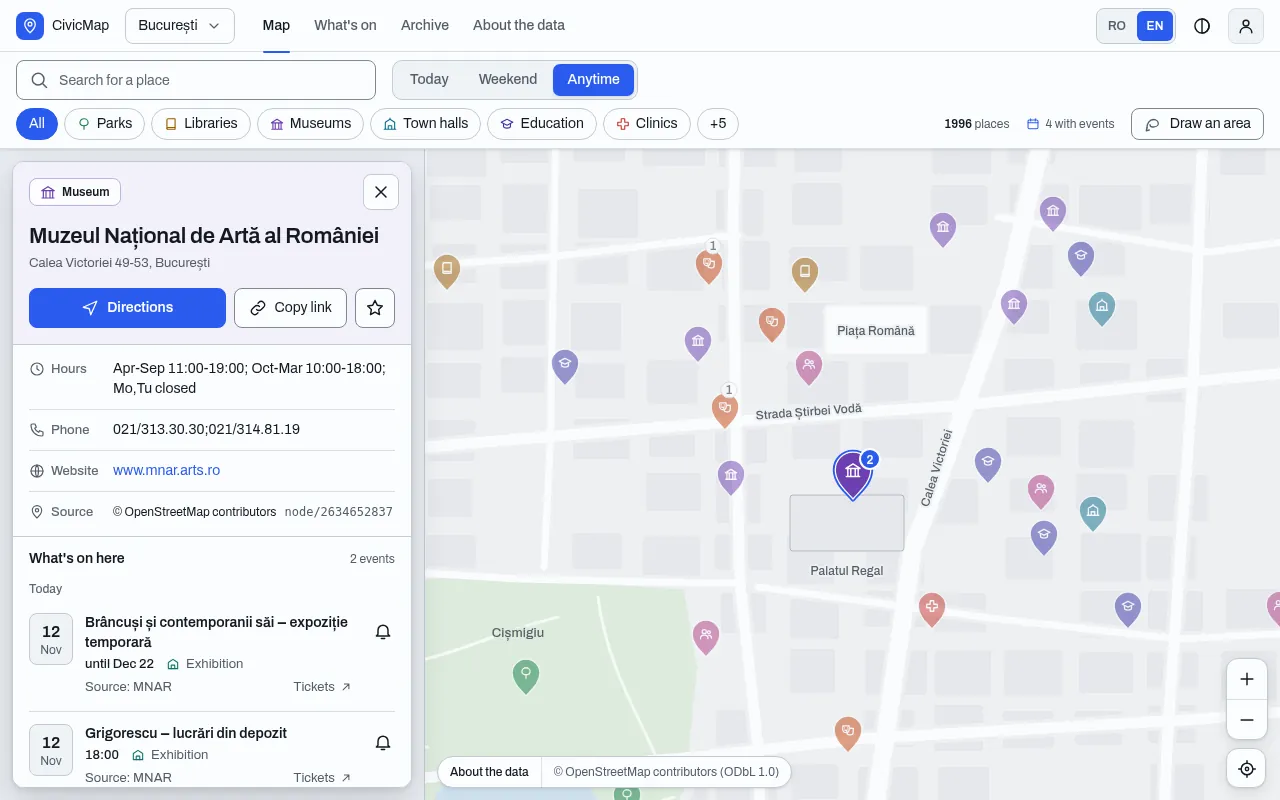 CivicMap
București
Map
What's on
Archive
About the data
RO
EN
Search for a place
Today
Weekend
Anytime
All
Parks
Libraries
Museums
Town halls
Education
Clinics
+5
1996 places
4 with events
Draw an area
Museum
Muzeul Național de Artă al României
Calea Victoriei 49-53, București
Directions
Copy link
Hours
Apr-Sep 11:00-19:00; Oct-Mar 10:00-18:00;
Mo,Tu closed
Phone
021/313.30.30;021/314.81.19
Website
www.mnar.arts.ro
Source
© OpenStreetMap contributors node/2634652837
What's on here
2 events
Today
12
Nov
Brâncuși și contemporanii săi – expoziție
temporară
until Dec 22
Exhibition
Source: MNAR
Tickets
12
Nov
Grigorescu – lucrări din depozit
18:00
Exhibition
Source: MNAR
Tickets
1
Piața Română
1
Strada Știrbei Vodă
Calea Victoriei
2
Palatul Regal
Cișmigiu
About the data
© OpenStreetMap contributors (ODbL 1.0)